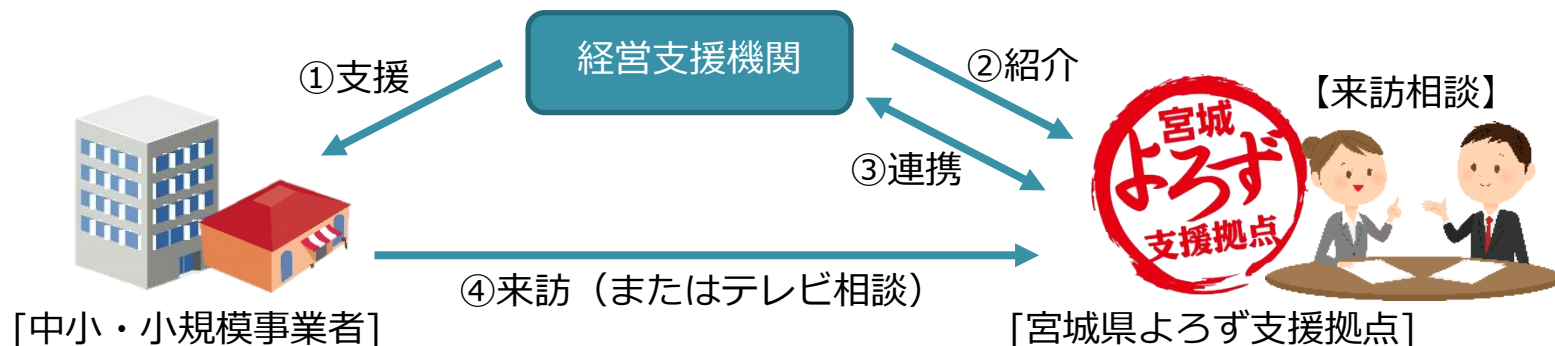 経営支援機関
①支援
②紹介
【来訪相談】
宮城
よろず
支援拠点
③連携
④来訪（またはテレビ相談）
[中小・小規模事業者]
[宮城県よろず支援拠点]